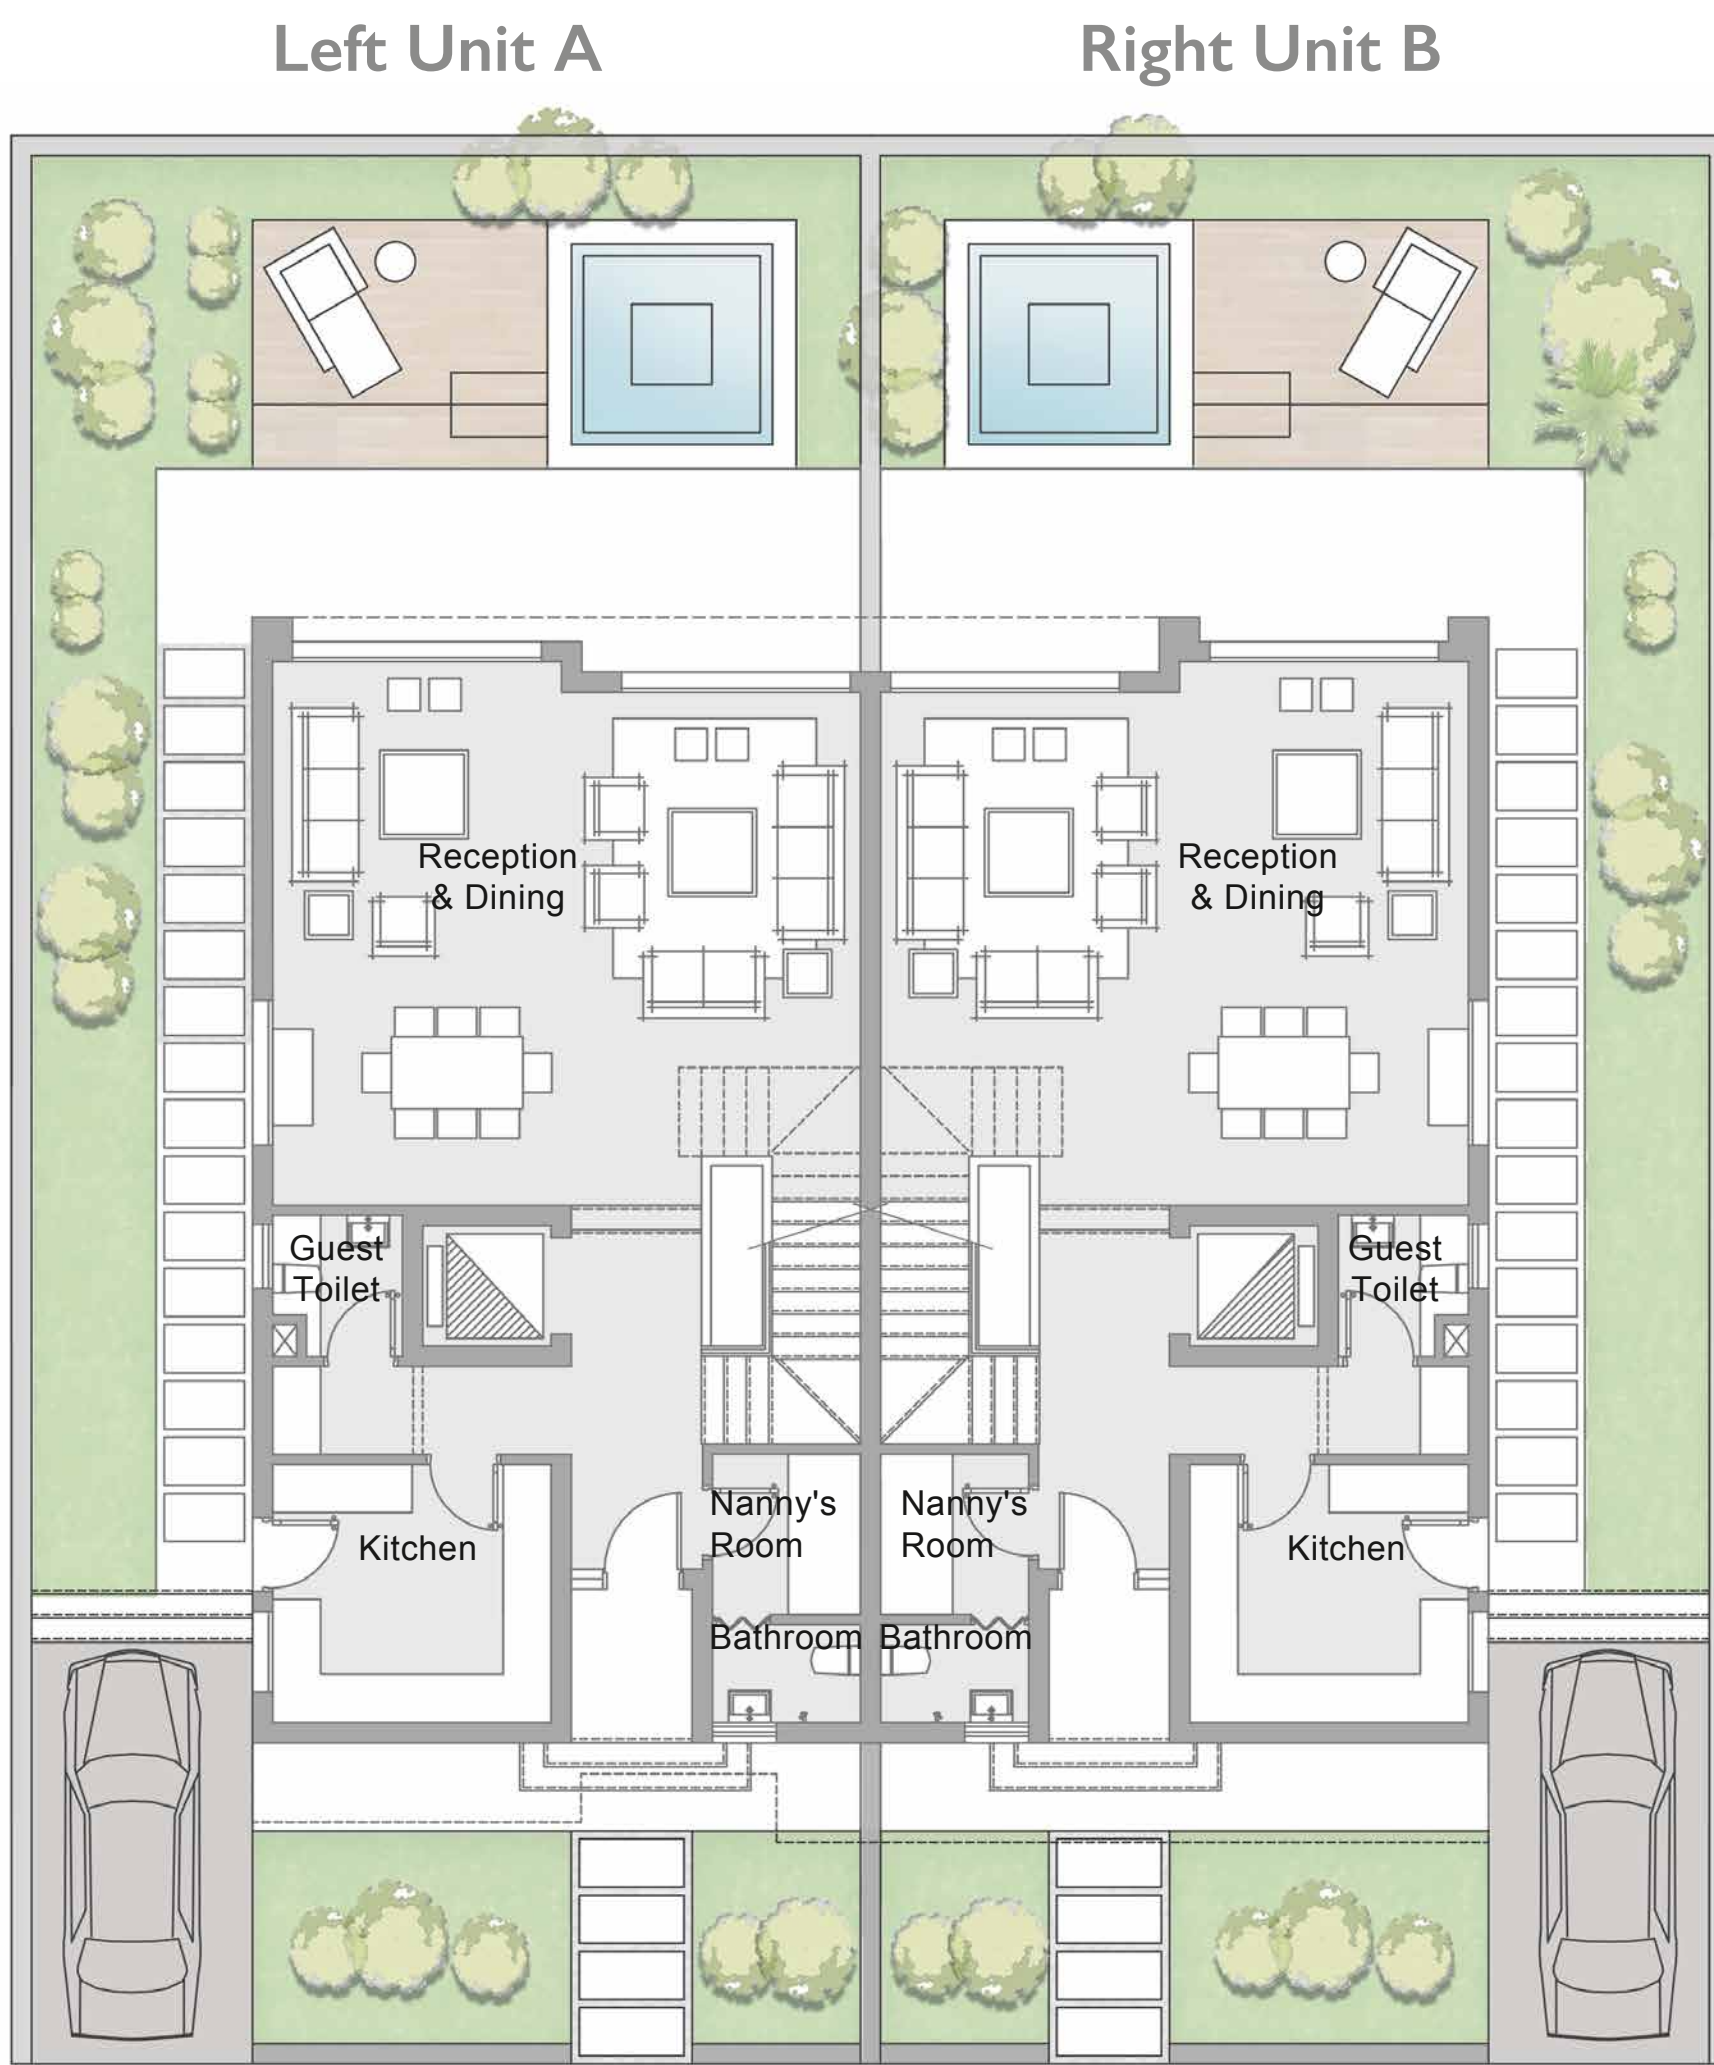 Left Unit A
Right Unit B
Reception
& Dining
Reception
& Dining
Guest
Toilet
Guest
Toilet
Nanny's
Room
Nanny's
Room
Kitchen
Kitchen
Bathroom
Bathroom